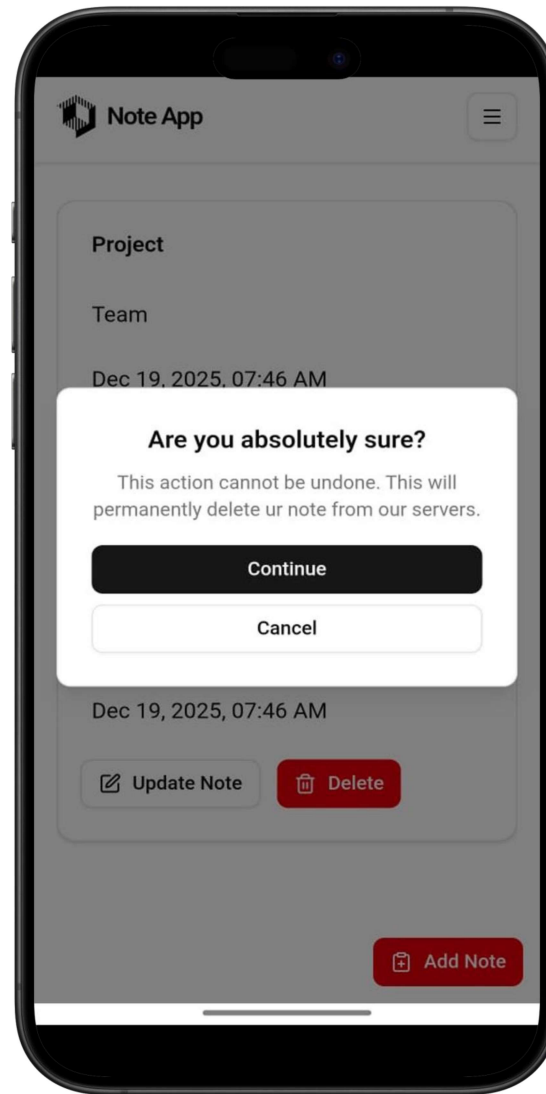 Note App
Project
Team
Dec 19, 2025, 07:46 AM
Are you absolutely sure?
This action cannot be undone. This will
permanently delete ur note from our servers.
Continue
Cancel
Dec 19, 2025, 07:46 AM
Update Note
Delete
Add Note